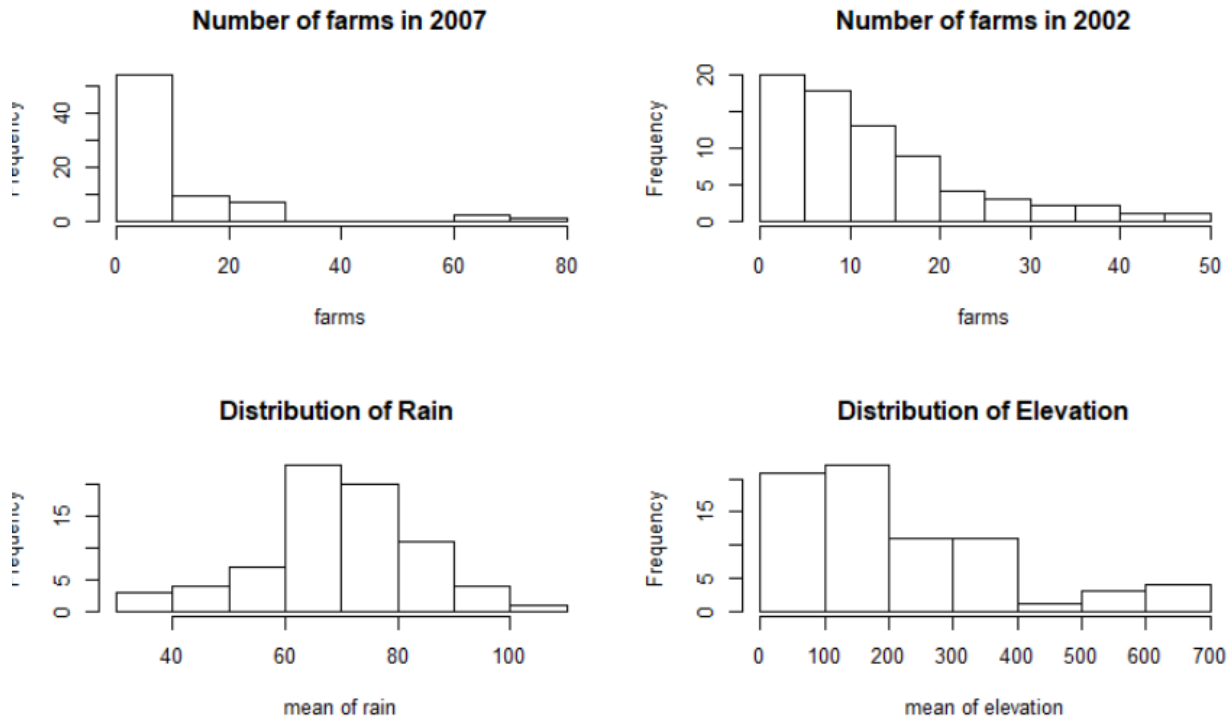 Number of farms in 2007
Frequency
0 20 40
0 20 40 60 80
farms
Number of farms in 2002
Frequency
0 5 10 20
0 10 20 30 40 50
farms
Distribution of Rain
Frequency
0 5 15
40 60 80 100
mean of rain
Distribution of Elevation
Frequency
0 5 15
0 100 200 300 400 500 600 700
mean of elevation